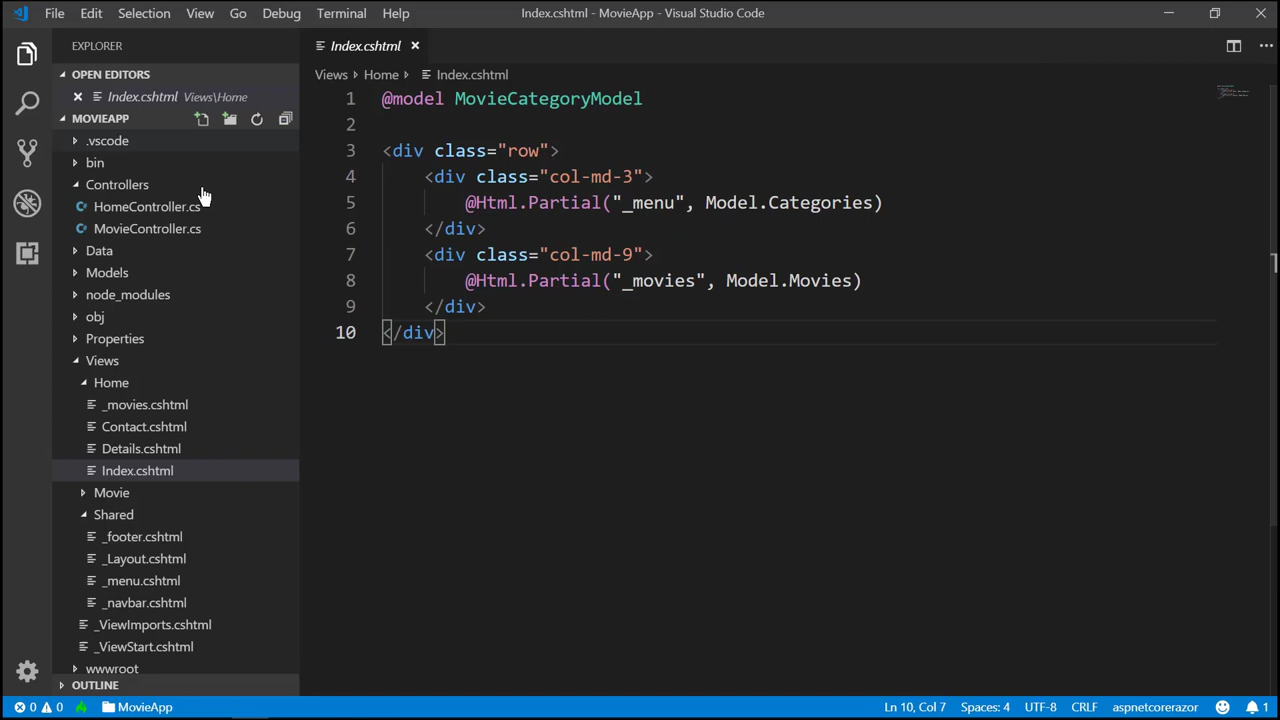 File Edit Selection View Go Debug Terminal Help Index.cshtml - MovieApp - Visual Studio Code
EXPLORER
OPEN EDITORS
Index.cshtml Views\Home
MOVIEAPP
.vscode
bin
Controllers
HomeController.cs
MovieController.cs
Data
Models
node_modules
obj
Properties
Views
Home
_movies.cshtml
Contact.cshtml
Details.cshtml
Index.cshtml
Movie
Shared
_footer.cshtml
_Layout.cshtml
_menu.cshtml
_navbar.cshtml
_ViewImports.cshtml
_ViewStart.cshtml
wwwroot
OUTLINE
Index.cshtml
Views Home Index.cshtml
1 @model MovieCategoryModel
2
3 <div class="row">
4 <div class="col-md-3">
5 @Html.Partial("_menu", Model.Categories)
6 </div>
7 <div class="col-md-9">
8 @Html.Partial("_movies", Model.Movies)
9 </div>
10 </div>
0 0 MovieApp Ln 10, Col 7 Spaces: 4 UTF-8 CRLF aspnetcorerazor 1